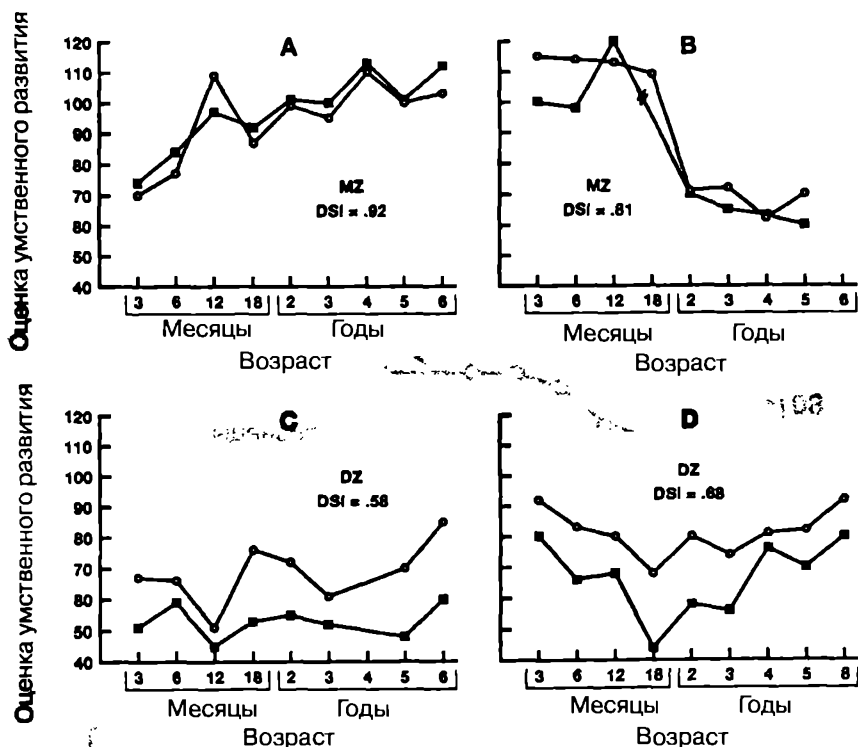 Оценка умственного развития
A
120
110
100
90
80
70
60
50
40
MZ
DSI = .92
3 6 12 18 2 3 4 5 6
Месяцы Годы
Возраст
B
MZ
DSI = .81
3 6 12 18 2 3 4 5 6
Месяцы Годы
Возраст
Оценка умственного развития
C
120
110
100
90
80
70
60
50
40
DZ
DSI = .58
3 6 12 18 2 3 4 5 6
Месяцы Годы
Возраст
D
DZ
DSI = .68
3 6 12 18 2 3 4 5 8
Месяцы Годы
Возраст